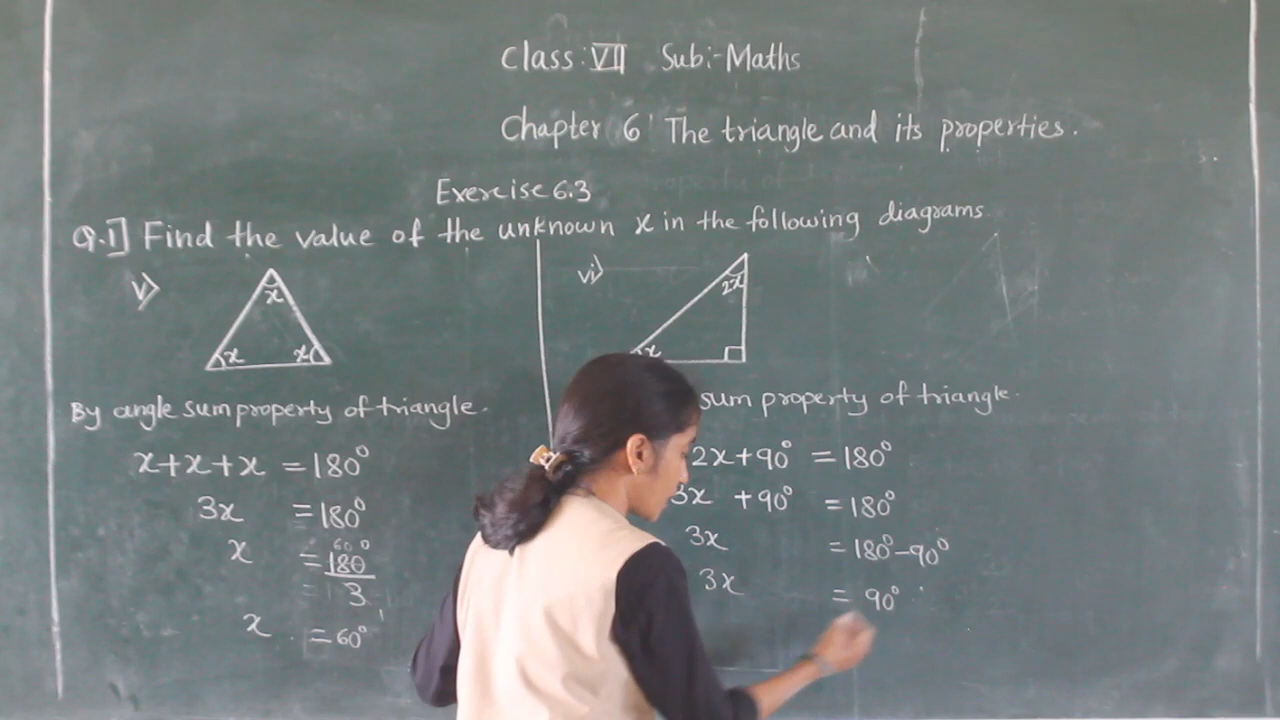 Class: VII Sub:-Maths
Chapter 6 The triangle and its properties.
Exercise 6.3
Q.1] Find the value of the unknown x in the following diagrams.
v)
x
x x
By angle sum property of triangle.
x+x+x = 180°
3x = 180°
60°
x = 180
= 3
x = 60°
vi)
2x
x
sum property of triangle.
2x+90° = 180°
3x +90° = 180°
3x = 180°-90°
3x = 90°